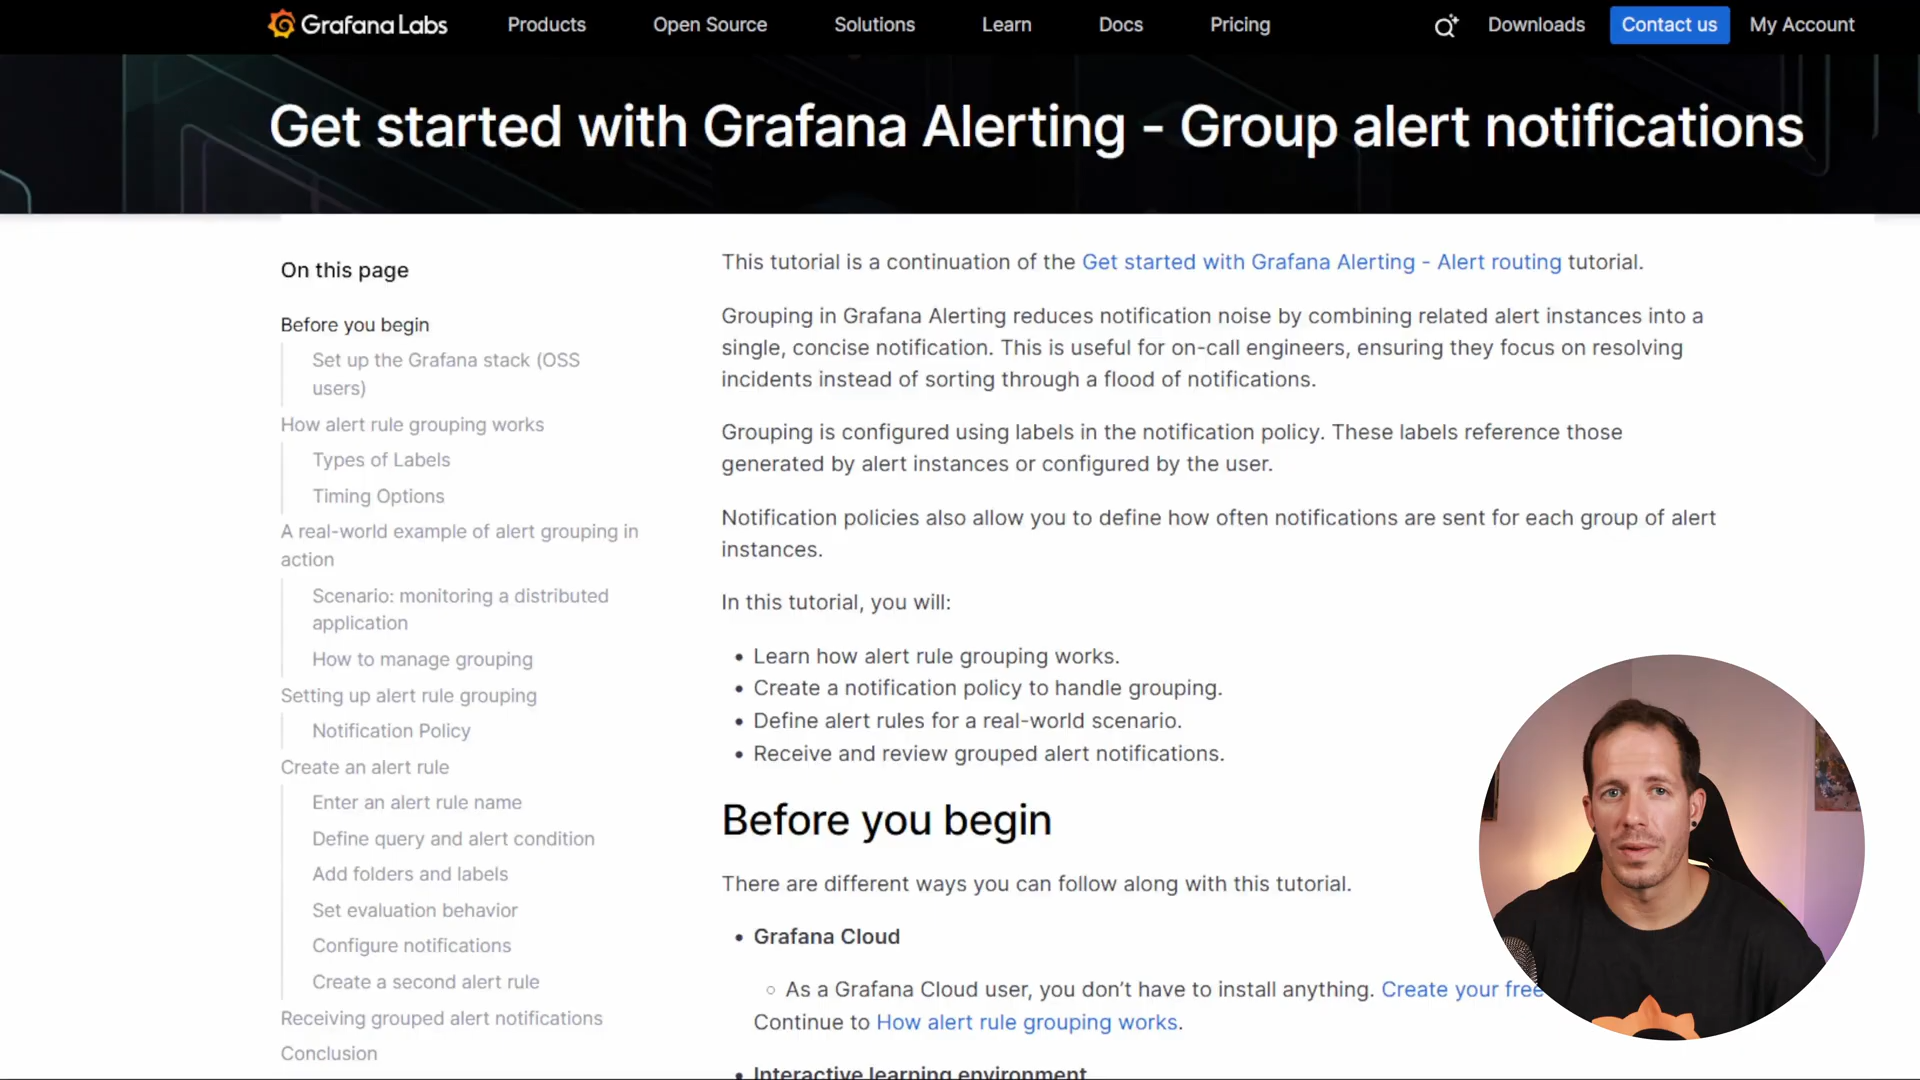 Grafana Labs
Products
Open Source
Solutions
Learn
Docs
Pricing
Downloads
Contact us
My Account
Get started with Grafana Alerting - Group alert notifications
On this page
Before you begin
Set up the Grafana stack (OSS
users)
How alert rule grouping works
Types of Labels
Timing Options
A real-world example of alert grouping in
action
Scenario: monitoring a distributed
application
How to manage grouping
Setting up alert rule grouping
Notification Policy
Create an alert rule
Enter an alert rule name
Define query and alert condition
Add folders and labels
Set evaluation behavior
Configure notifications
Create a second alert rule
Receiving grouped alert notifications
Conclusion
This tutorial is a continuation of the Get started with Grafana Alerting - Alert routing tutorial.
Grouping in Grafana Alerting reduces notification noise by combining related alert instances into a
single, concise notification. This is useful for on-call engineers, ensuring they focus on resolving
incidents instead of sorting through a flood of notifications.
Grouping is configured using labels in the notification policy. These labels reference those
generated by alert instances or configured by the user.
Notification policies also allow you to define how often notifications are sent for each group of alert
instances.
In this tutorial, you will:
• Learn how alert rule grouping works.
• Create a notification policy to handle grouping.
• Define alert rules for a real-world scenario.
• Receive and review grouped alert notifications.
Before you begin
There are different ways you can follow along with this tutorial.
• Grafana Cloud
○ As a Grafana Cloud user, you don't have to install anything. Create your free
Continue to How alert rule grouping works.
• Interactive learning environment